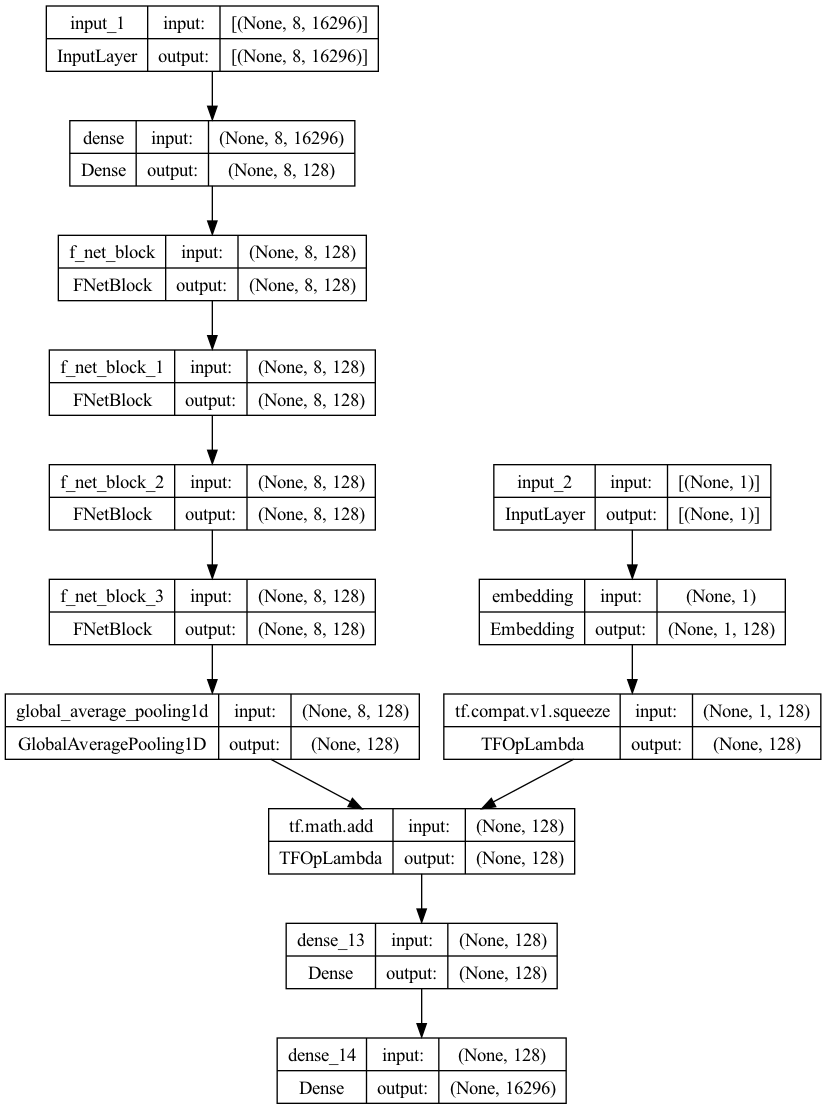 input_1 input: [(None, 8, 16296)]
InputLayer output: [(None, 8, 16296)]
dense input: (None, 8, 16296)
Dense output: (None, 8, 128)
f_net_block input: (None, 8, 128)
FNetBlock output: (None, 8, 128)
f_net_block_1 input: (None, 8, 128)
FNetBlock output: (None, 8, 128)
f_net_block_2 input: (None, 8, 128)
FNetBlock output: (None, 8, 128)
input_2 input: [(None, 1)]
InputLayer output: [(None, 1)]
f_net_block_3 input: (None, 8, 128)
FNetBlock output: (None, 8, 128)
embedding input: (None, 1)
Embedding output: (None, 1, 128)
global_average_pooling1d input: (None, 8, 128)
GlobalAveragePooling1D output: (None, 128)
tf.compat.v1.squeeze input: (None, 1, 128)
TFOpLambda output: (None, 128)
tf.math.add input: (None, 128)
TFOpLambda output: (None, 128)
dense_13 input: (None, 128)
Dense output: (None, 128)
dense_14 input: (None, 128)
Dense output: (None, 16296)